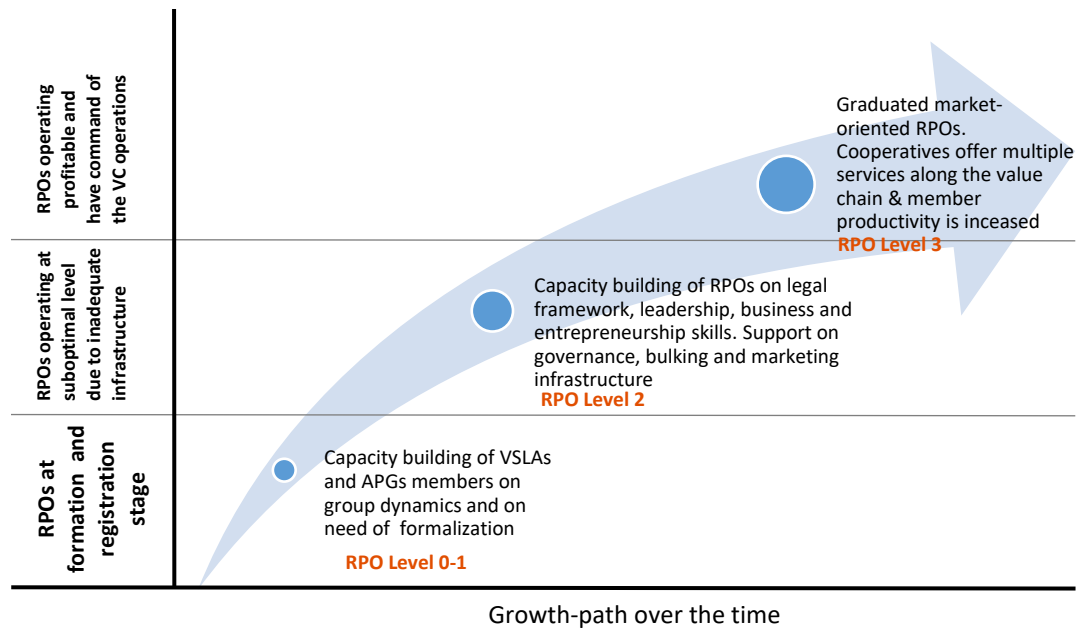 RPOs operating
profitable and
have command of
the VC operations
Graduated market-
oriented RPOs.
Cooperatives offer multiple
services along the value
chain & member
productivity is inceased
RPO Level 3
RPOs operating at
suboptimal level
due to inadequate
infrastructure
Capacity building of RPOs on legal
framework, leadership, business and
entrepreneurship skills. Support on
governance, bulking and marketing
infrastructure
RPO Level 2
RPOs at
formation and
registration
stage
Capacity building of VSLAs
and APGs members on
group dynamics and on
need of formalization
RPO Level 0-1
Growth-path over the time